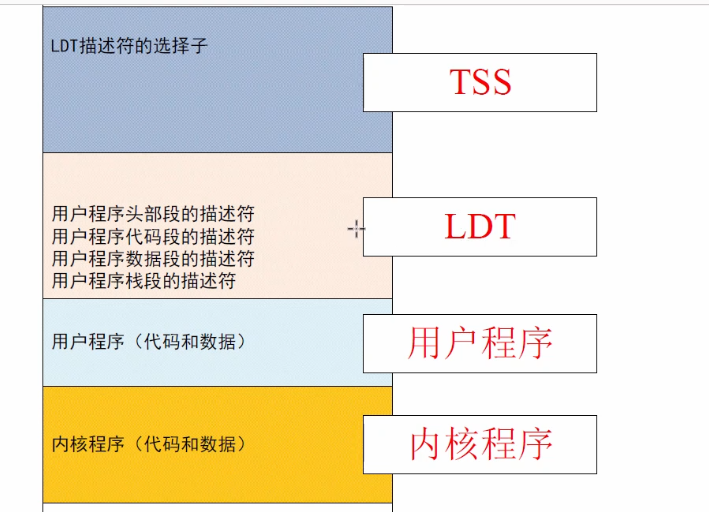 LDT描述符的选择子
TSS
用户程序头部段的描述符
用户程序代码段的描述符
用户程序数据段的描述符
用户程序栈段的描述符
LDT
用户程序（代码和数据）
用户程序
内核程序（代码和数据）
内核程序